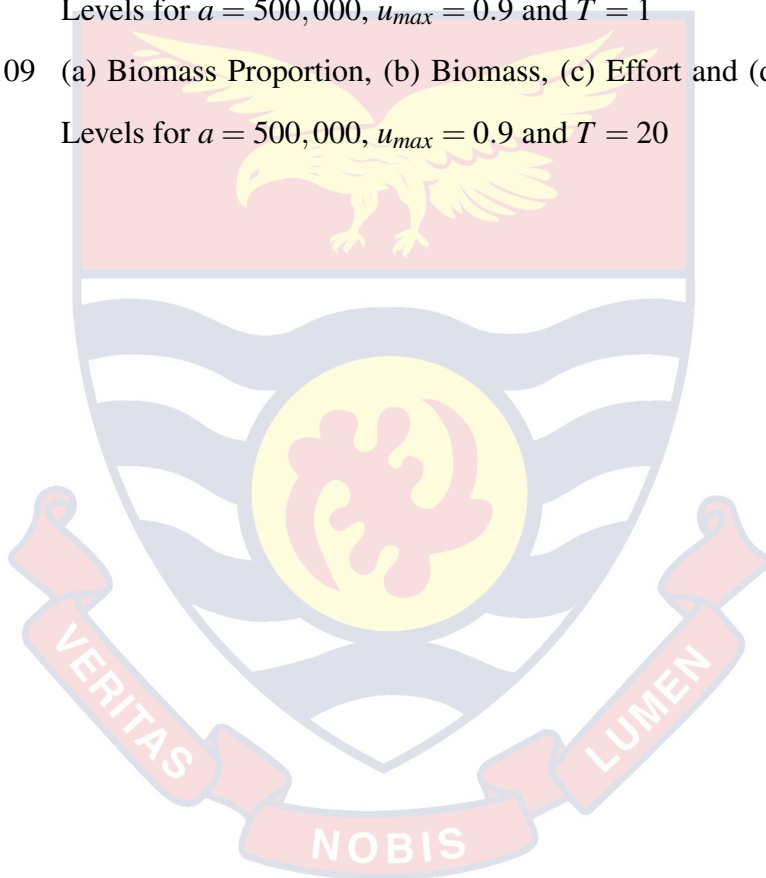 Levels for a = 500,000, u_max = 0.9 and T = 1
09 (a) Biomass Proportion, (b) Biomass, (c) Effort and (d
Levels for a = 500,000, u_max = 0.9 and T = 20
VERITAS
NOBIS
LUMEN